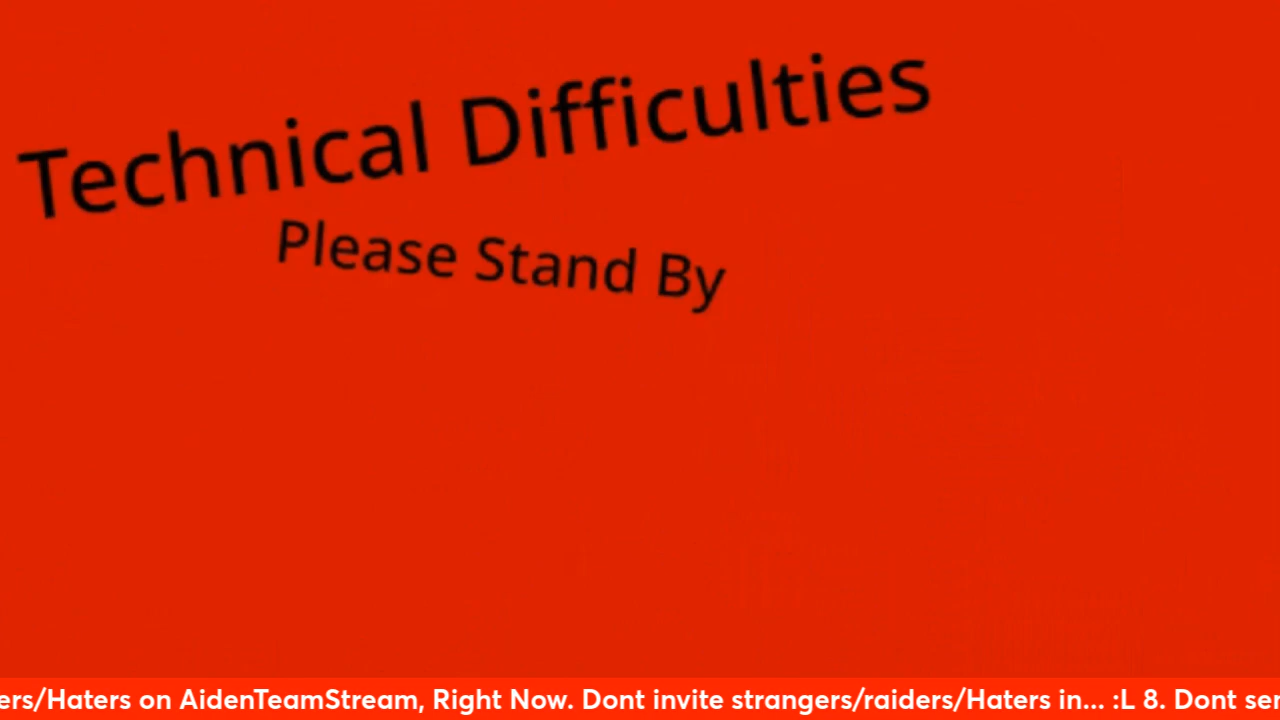 Technical Difficulties
Please Stand By
ers/Haters on AidenTeamStream, Right Now. Dont invite strangers/raiders/Haters in... :L 8. Dont ser